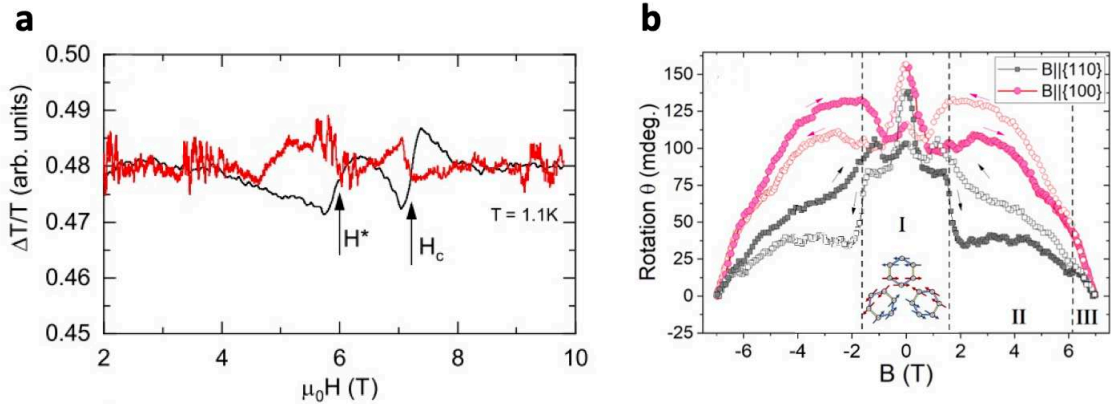 a
0.50
0.49
0.48
0.47
0.46
0.45
ΔT/T (arb. units)
H*
H_c
T = 1.1K
2 4 6 8 10
μ₀H (T)
b
150
125
100
75
50
25
0
-25
Rotation θ (mdeg.)
B||{110}
B||{100}
I
II
III
-6 -4 -2 0 2 4 6
B (T)